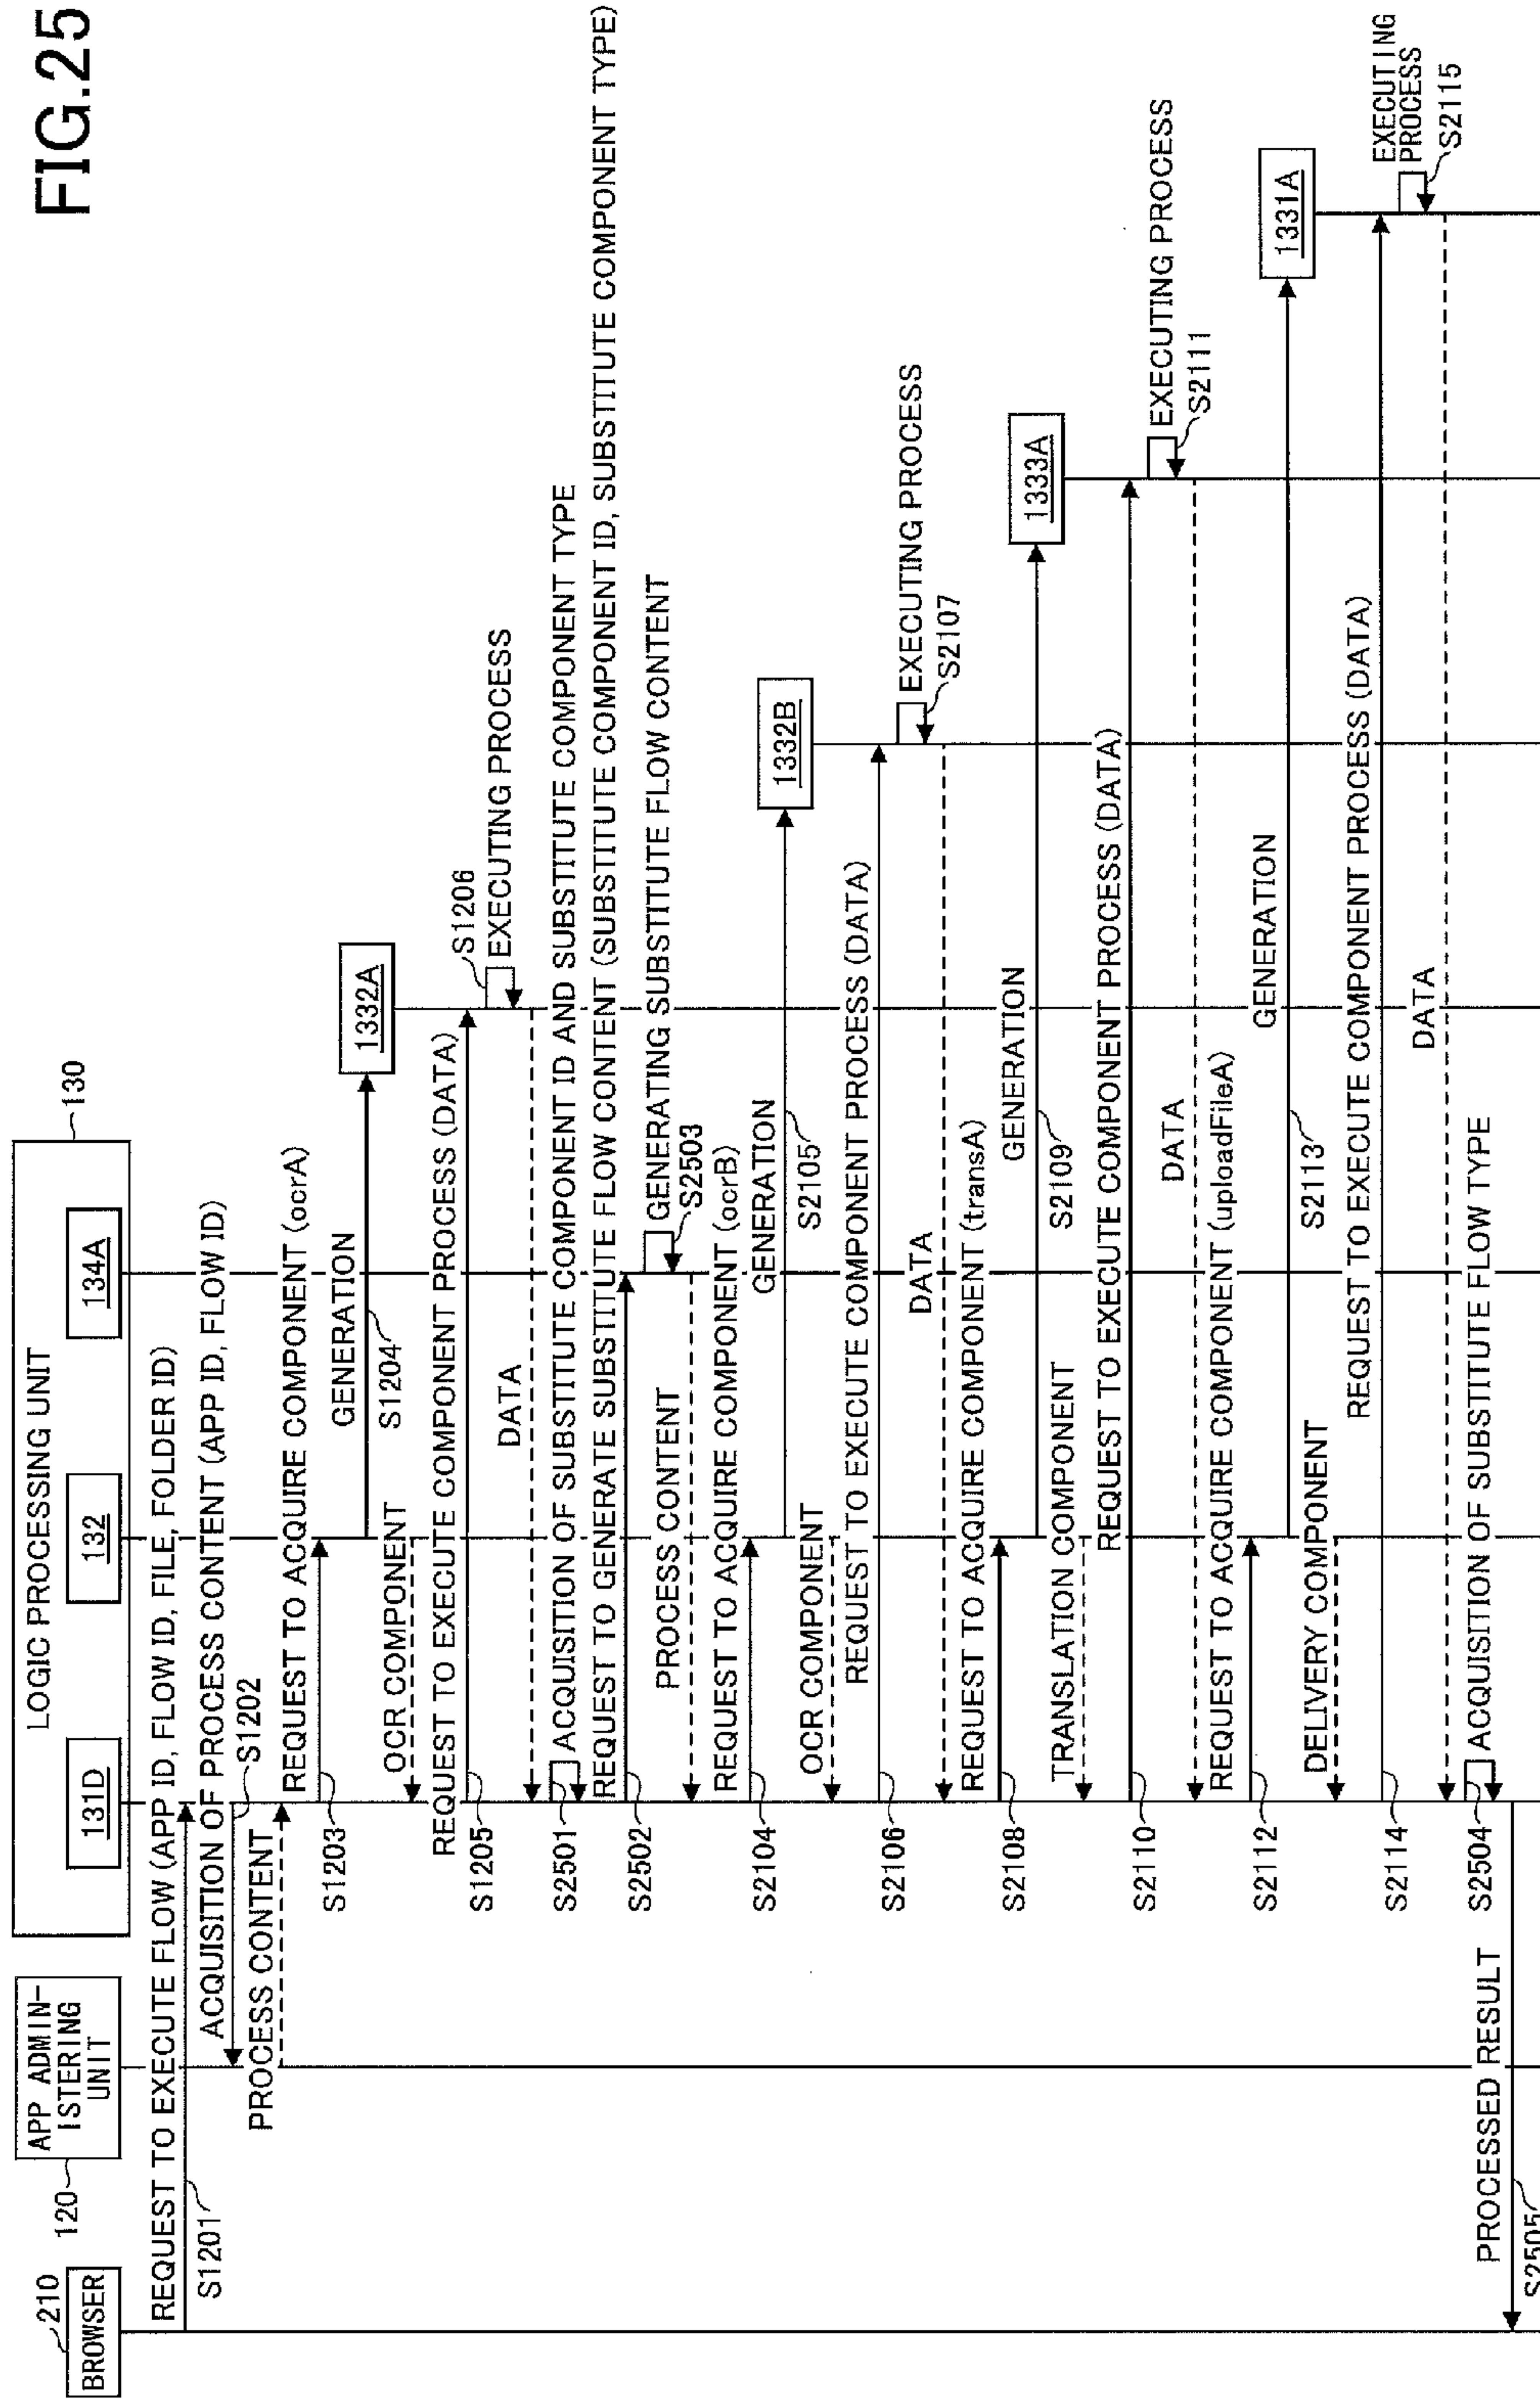 FIG.25
210
BROWSER
120
APP ADMIN-
ISTERING
UNIT
LOGIC PROCESSING UNIT
130
131D
132
134A
REQUEST TO EXECUTE FLOW (APP ID, FLOW ID, FILE, FOLDER ID)
S1201
ACQUISITION OF PROCESS CONTENT (APP ID, FLOW ID)
S1202
PROCESS CONTENT
REQUEST TO ACQUIRE COMPONENT (ocrA)
S1203
GENERATION
S1204
1332A
OCR COMPONENT
REQUEST TO EXECUTE COMPONENT PROCESS (DATA)
S1205
S1206
EXECUTING PROCESS
DATA
S2501
ACQUISITION OF SUBSTITUTE COMPONENT ID AND SUBSTITUTE COMPONENT TYPE
REQUEST TO GENERATE SUBSTITUTE FLOW CONTENT (SUBSTITUTE COMPONENT ID, SUBSTITUTE COMPONENT TYPE)
S2502
GENERATING SUBSTITUTE FLOW CONTENT
S2503
PROCESS CONTENT
REQUEST TO ACQUIRE COMPONENT (ocrB)
S2104
GENERATION
S2105
1332B
OCR COMPONENT
REQUEST TO EXECUTE COMPONENT PROCESS (DATA)
S2106
EXECUTING PROCESS
S2107
DATA
REQUEST TO ACQUIRE COMPONENT (transA)
S2108
GENERATION
S2109
1333A
TRANSLATION COMPONENT
REQUEST TO EXECUTE COMPONENT PROCESS (DATA)
S2110
EXECUTING PROCESS
S2111
DATA
REQUEST TO ACQUIRE COMPONENT (uploadFileA)
S2112
GENERATION
S2113
1331A
DELIVERY COMPONENT
REQUEST TO EXECUTE COMPONENT PROCESS (DATA)
S2114
EXECUTING
PROCESS
S2115
DATA
S2504
ACQUISITION OF SUBSTITUTE FLOW TYPE
PROCESSED RESULT
S2505